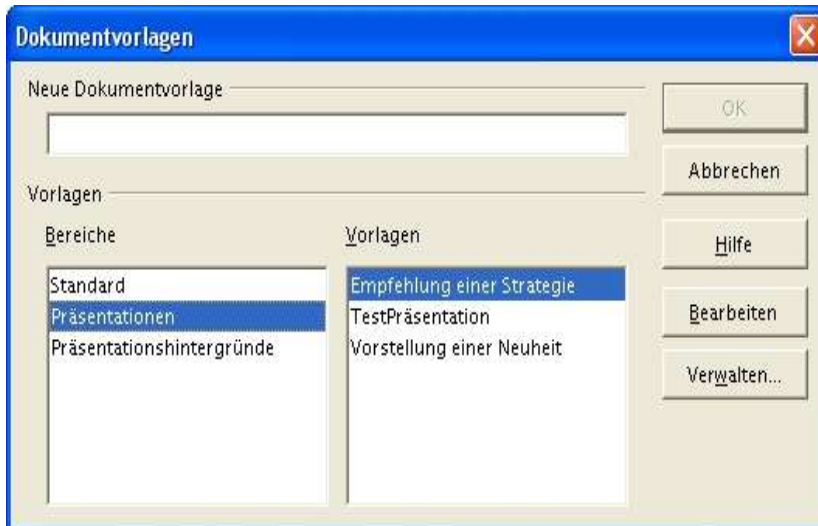 Dokumentvorlagen
Neue Dokumentvorlage
OK
Abbrechen
Vorlagen
Bereiche
Vorlagen
Hilfe
Standard
Empfehlung einer Strategie
Präsentationen
TestPräsentation
Bearbeiten
Präsentationshintergründe
Vorstellung einer Neuheit
Verwalten...